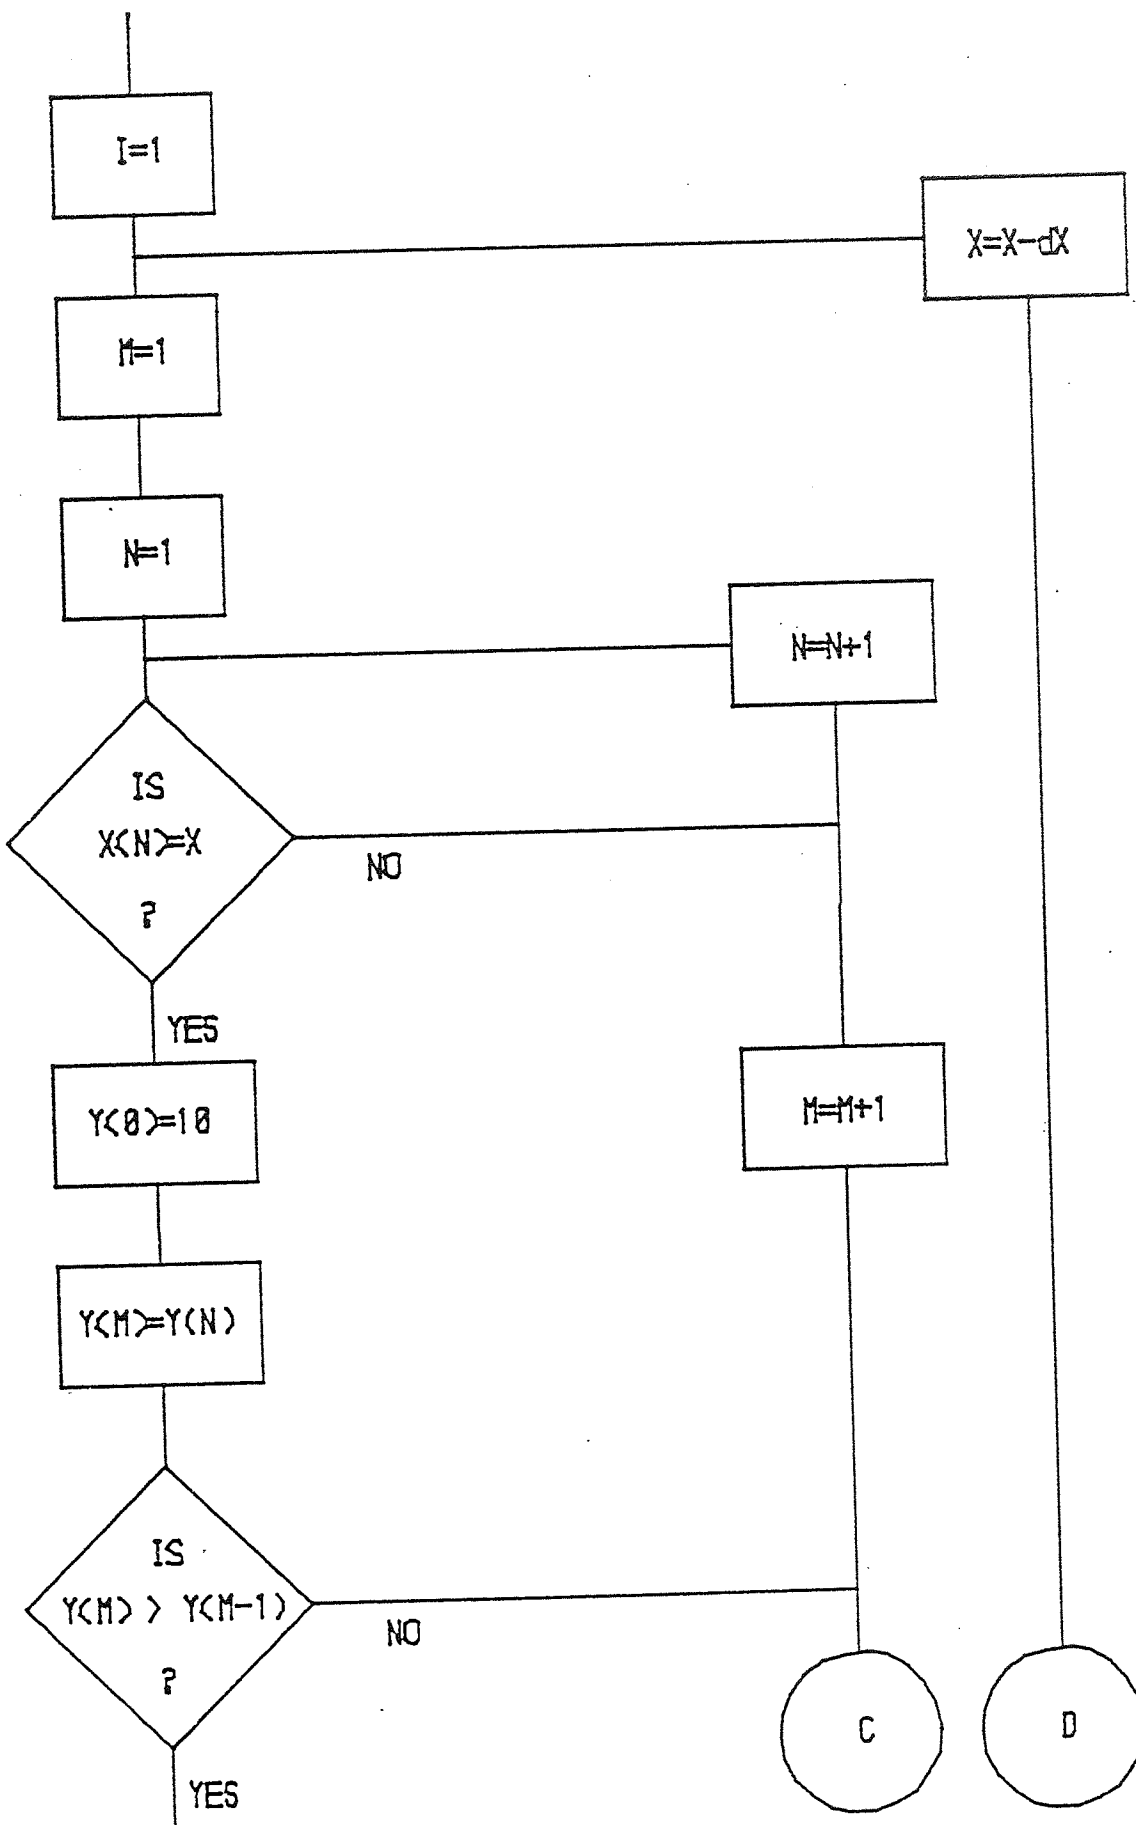 I=1
X=X-dX
M=1
N=1
N=N+1
IS
X(N)=X
?
NO
YES
Y(0)=10
M=M+1
Y(M)=Y(N)
IS
Y(M) > Y(M-1)
?
NO
C
D
YES